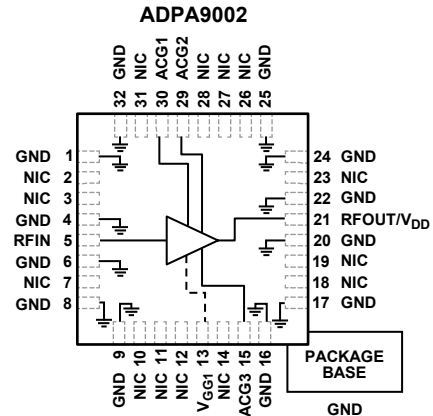 ADPA9002
32 GND
31 NIC
30 ACG1
29 ACG2
28 NIC
27 NIC
26 NIC
25 GND
GND 1
NIC 2
NIC 3
GND 4
RFIN 5
GND 6
NIC 7
GND 8
24 GND
23 NIC
22 GND
21 RFOUT/VDD
20 GND
19 NIC
18 NIC
17 GND
GND 9
NIC 10
NIC 11
NIC 12
VGG1 13
NIC 14
ACG3 15
GND 16
PACKAGE
BASE
GND